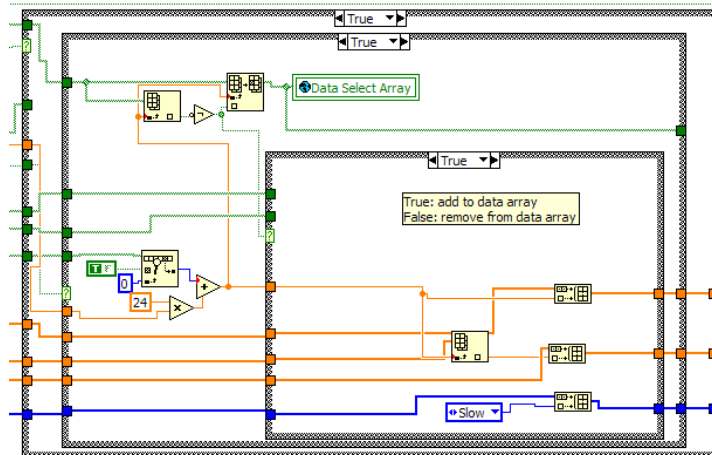 True
True
Data Select Array
True
True: add to data array
False: remove from data array
T F
0
24
Slow